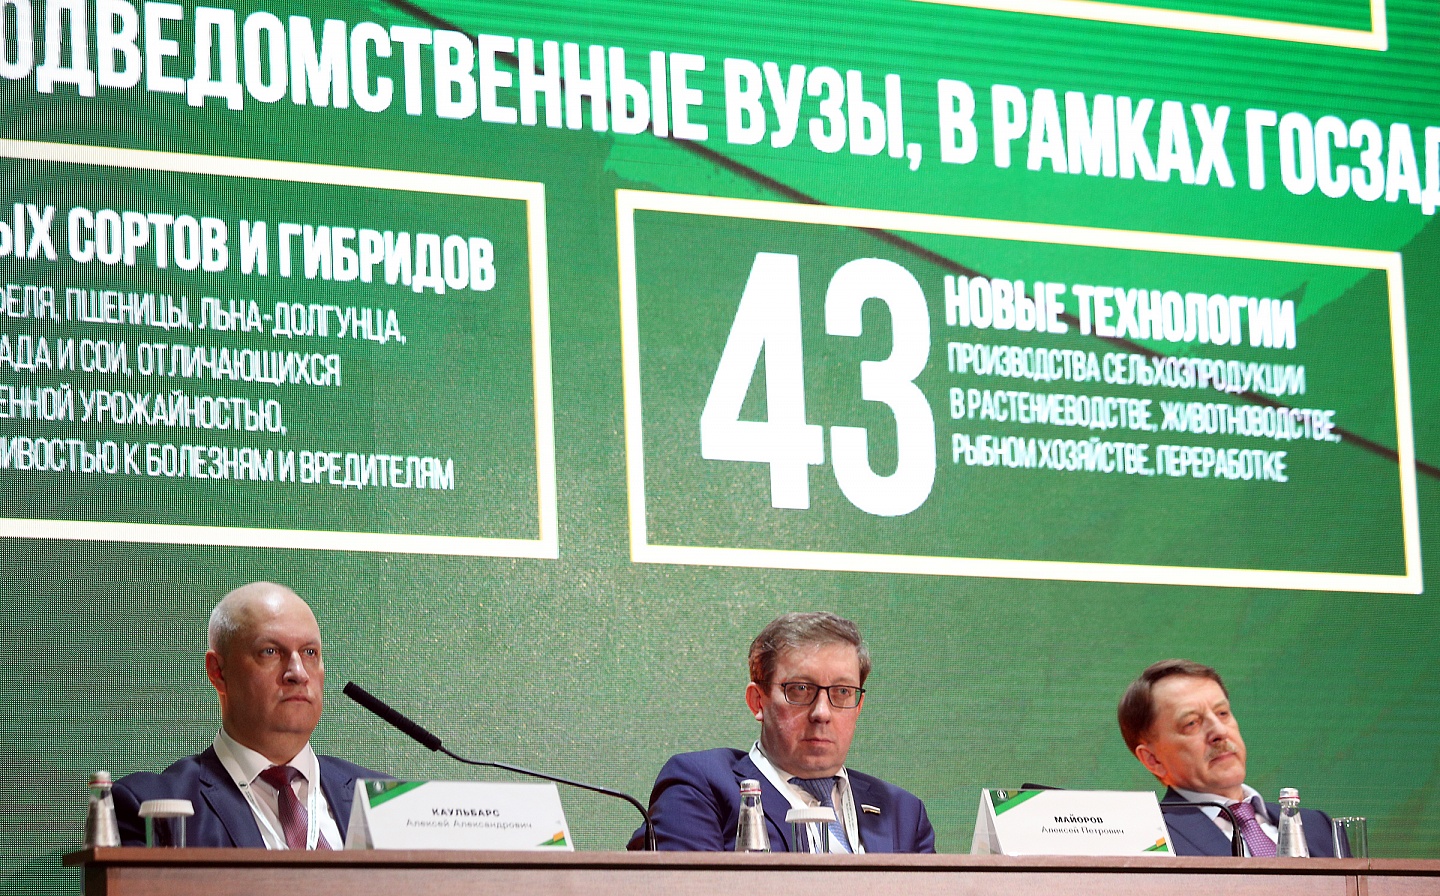 ОДВЕДОМСТВЕННЫЕ ВУЗЫ, В РАМКАХ ГОСЗАД
ЫХ СОРТОВ И ГИБРИДОВ
ФЕЛЯ, ПШЕНИЦЫ, ЛЬНА-ДОЛГУНЦА,
АДА И СОИ, ОТЛИЧАЮЩИХСЯ
ЕННОЙ УРОЖАЙНОСТЬЮ,
ИВОСТЬЮ К БОЛЕЗНЯМ И ВРЕДИТЕЛЯМ
43
НОВЫЕ ТЕХНОЛОГИИ
ПРОИЗВОДСТВА СЕЛЬХОЗПРОДУКЦИИ
В РАСТЕНИЕВОДСТВЕ, ЖИВОТНОВОДСТВЕ,
РЫБНОМ ХОЗЯЙСТВЕ, ПЕРЕРАБОТКЕ
КАУЛЬБАРС
Алексей Александрович
МАЙОРОВ
Алексей Петрович